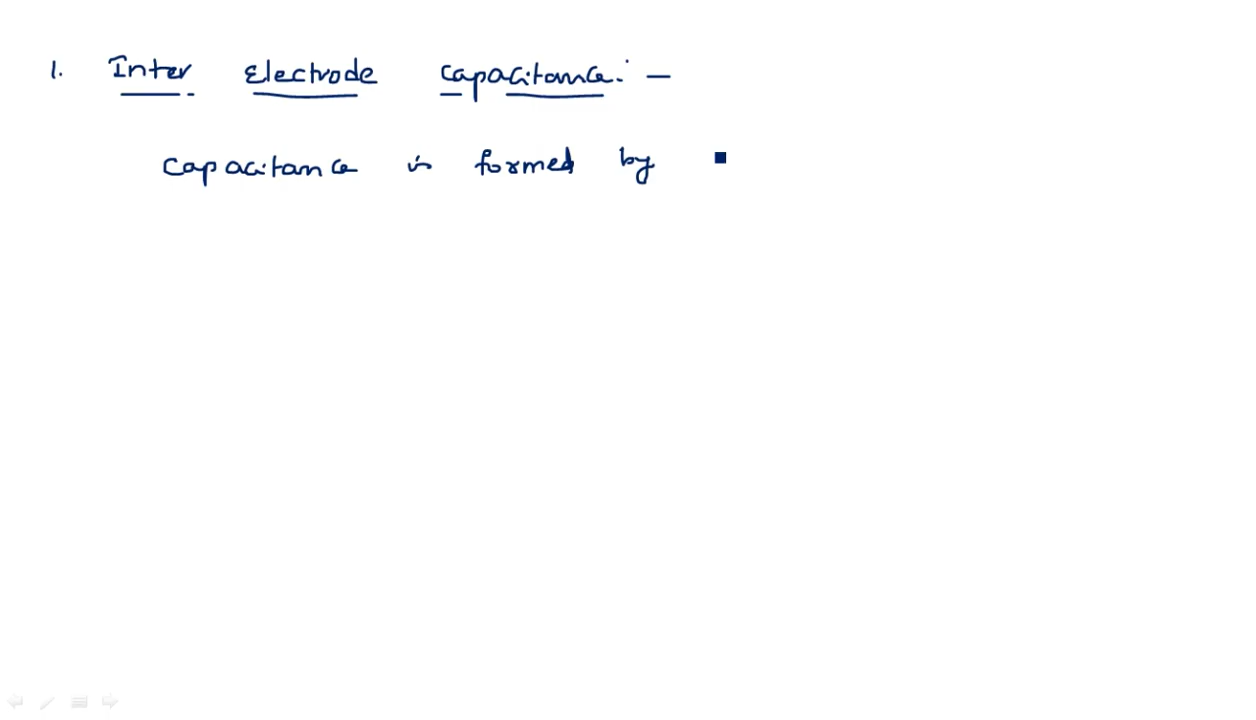 1. Inter Electrode Capacitance: —
Capacitance is formed by